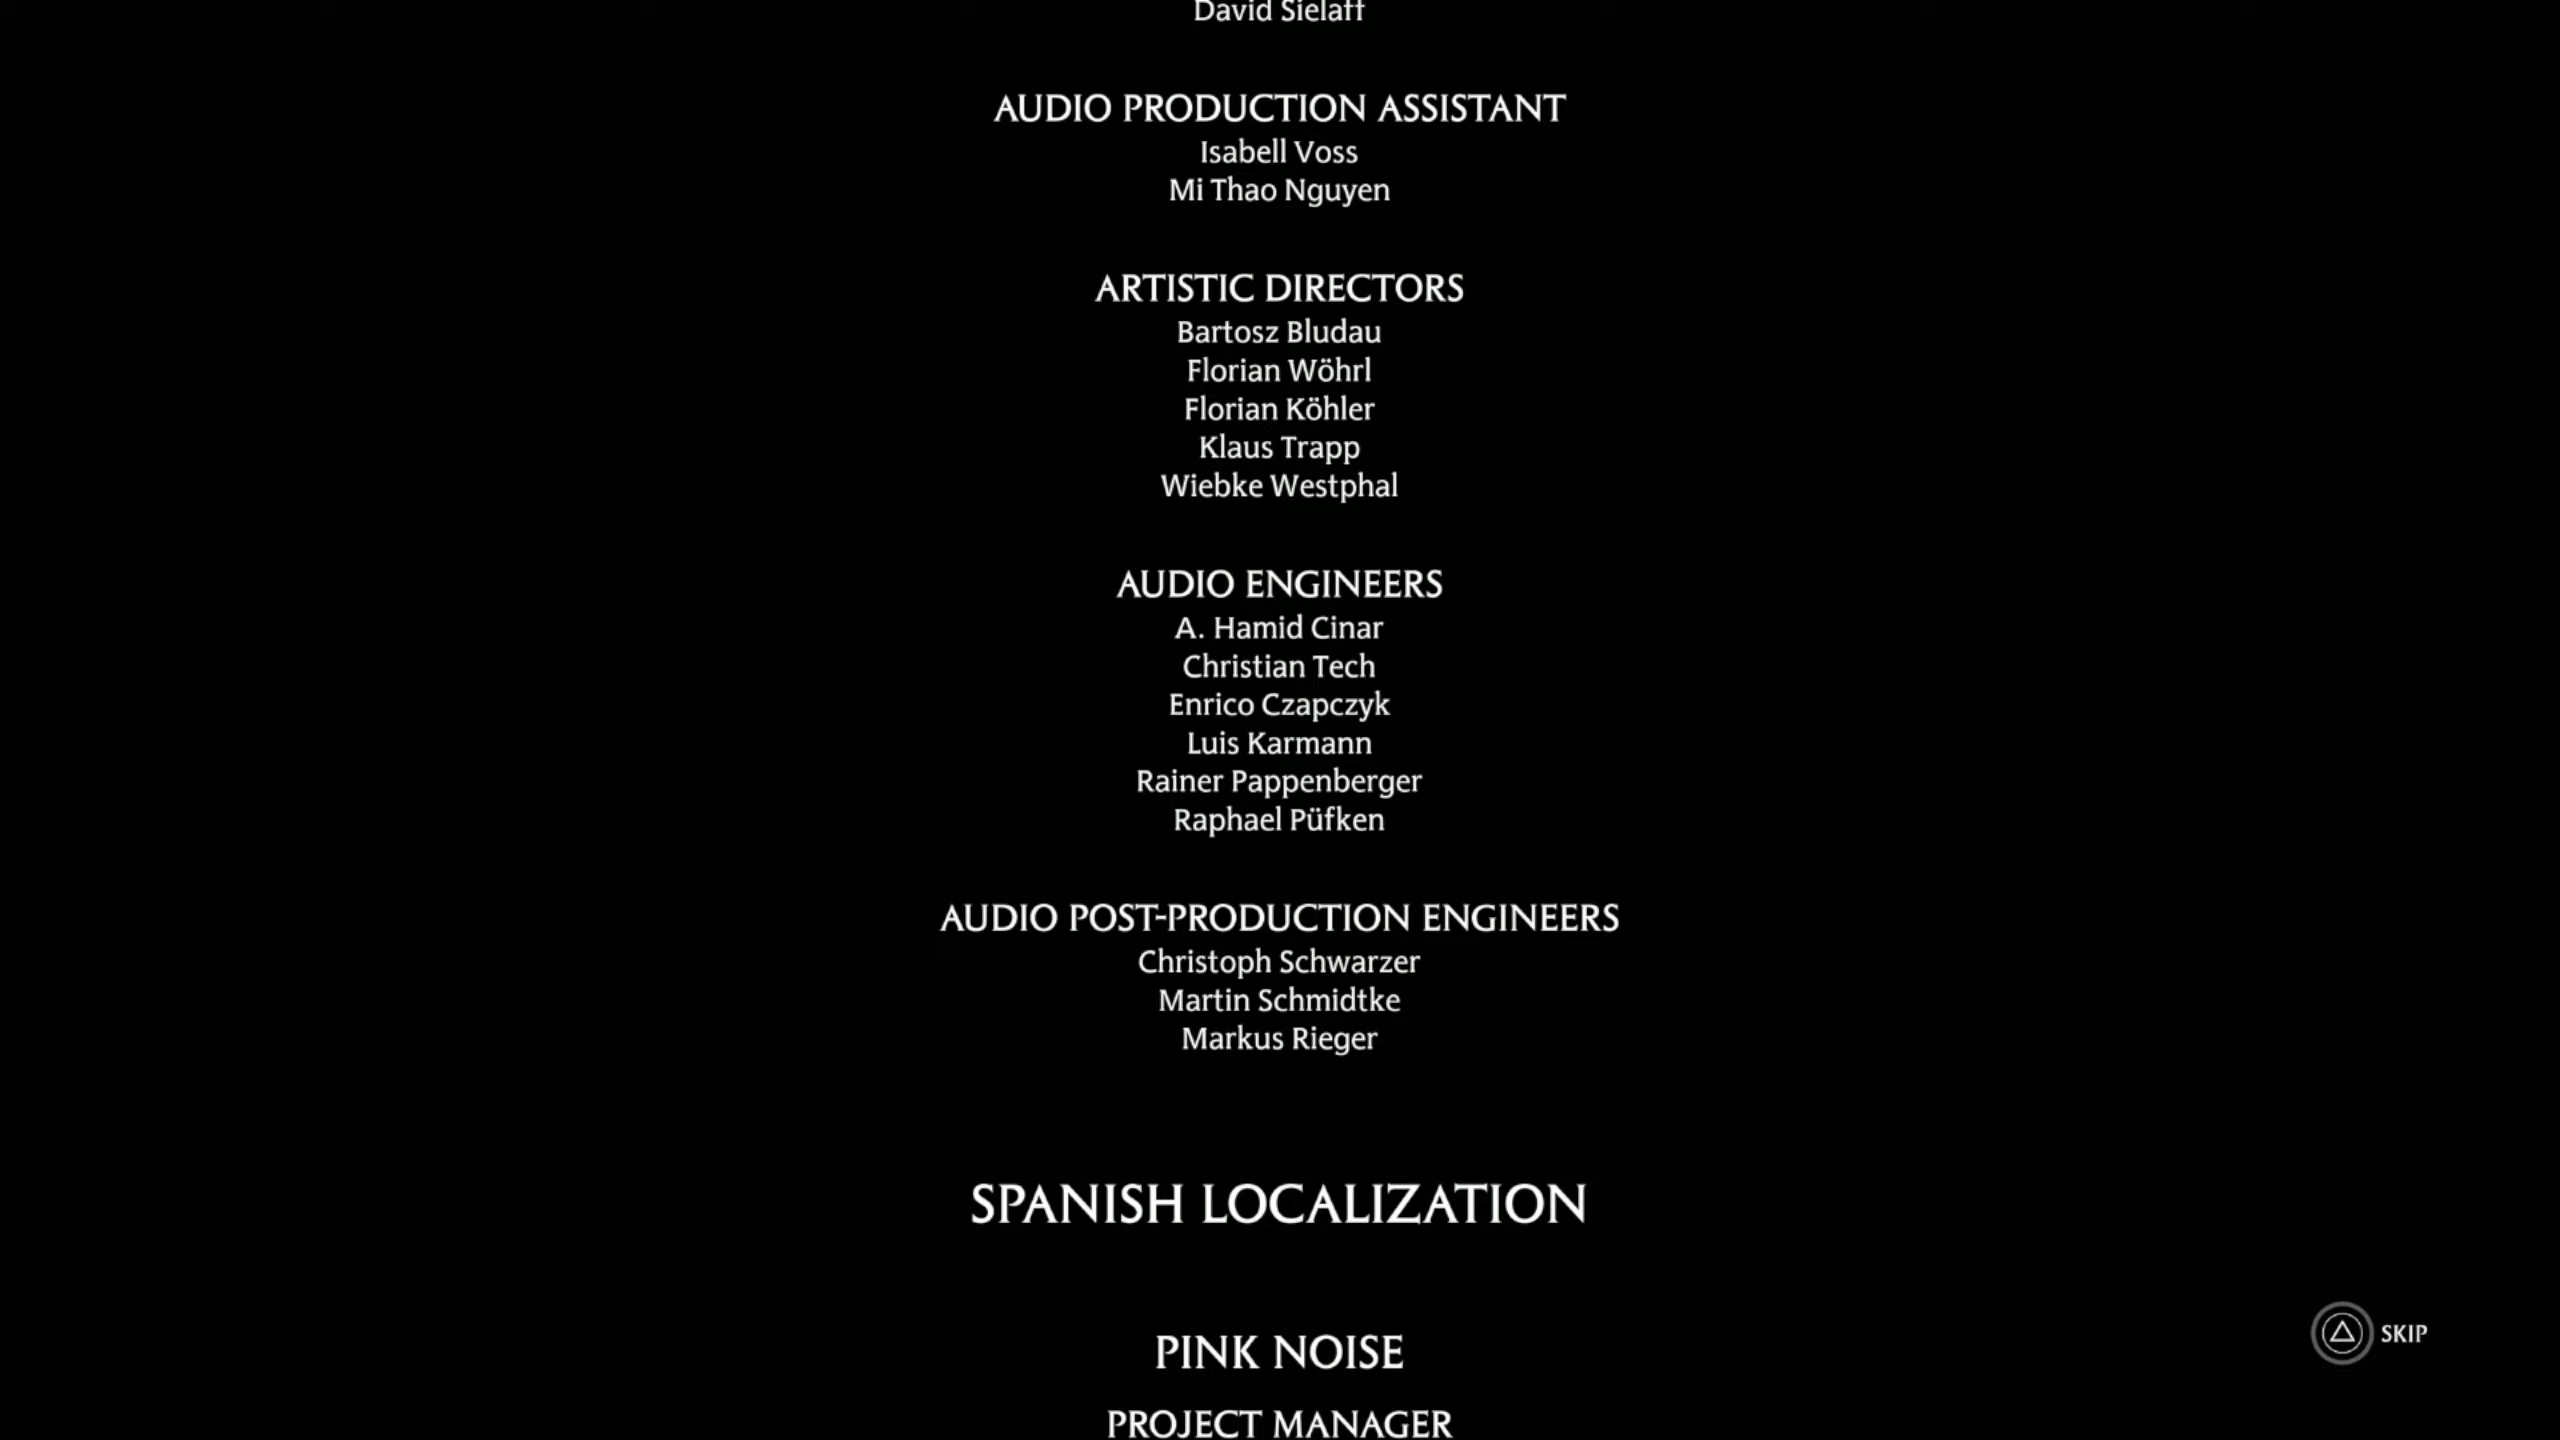 David Sielaff
AUDIO PRODUCTION ASSISTANT
Isabell Voss
Mi Thao Nguyen
ARTISTIC DIRECTORS
Bartosz Bludau
Florian Wöhrl
Florian Köhler
Klaus Trapp
Wiebke Westphal
AUDIO ENGINEERS
A. Hamid Cinar
Christian Tech
Enrico Czapczyk
Luis Karmann
Rainer Pappenberger
Raphael Püfken
AUDIO POST-PRODUCTION ENGINEERS
Christoph Schwarzer
Martin Schmidtke
Markus Rieger
SPANISH LOCALIZATION
PINK NOISE
SKIP
PROJECT MANAGER